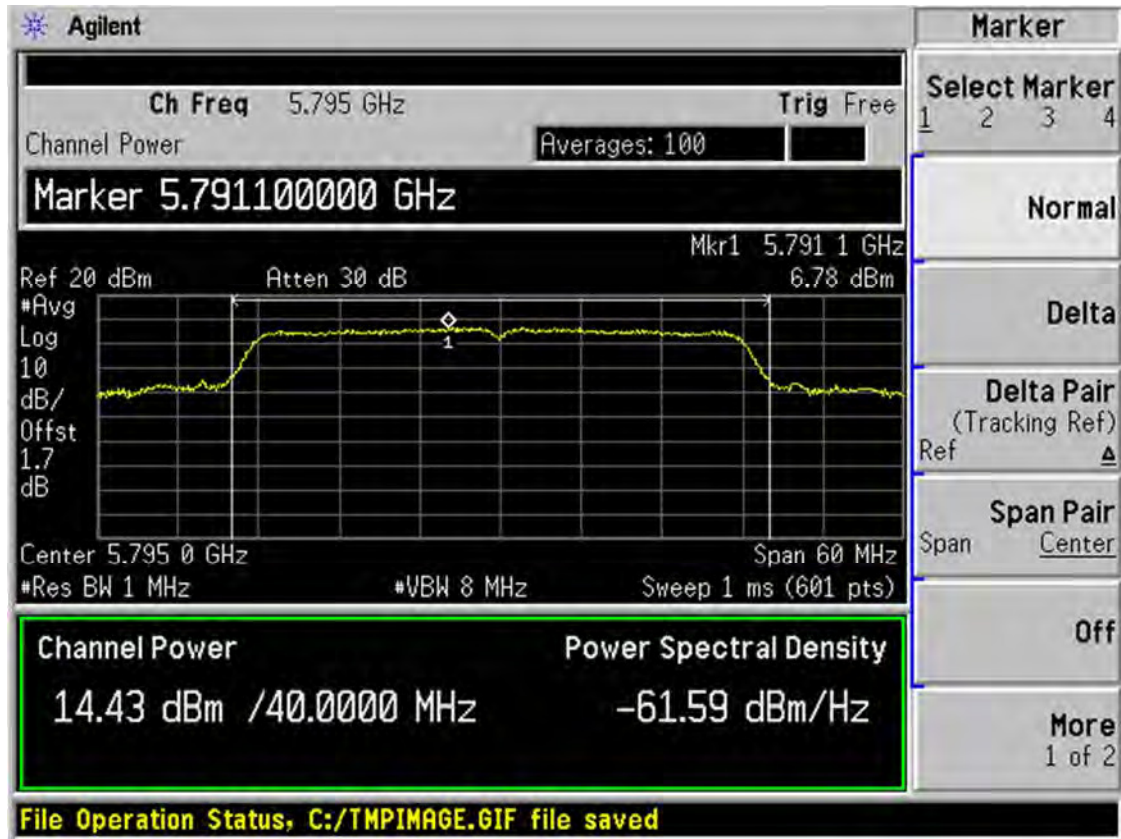 Agilent
Ch Freq 5.795 GHz Trig Free
Channel Power Averages: 100
Marker 5.791100000 GHz
Mkr1 5.791 1 GHz
Ref 20 dBm Atten 30 dB 6.78 dBm
#Avg
Log
10
dB/
Offst
1.7
dB
1
Center 5.795 0 GHz Span 60 MHz
#Res BW 1 MHz #VBW 8 MHz Sweep 1 ms (601 pts)
Channel Power Power Spectral Density
14.43 dBm /40.0000 MHz -61.59 dBm/Hz
File Operation Status, C:/TMPIMAGE.GIF file saved
Marker
Select Marker
1 2 3 4
Normal
Delta
Delta Pair
(Tracking Ref)
Ref Δ
Span Pair
Span Center
Off
More
1 of 2